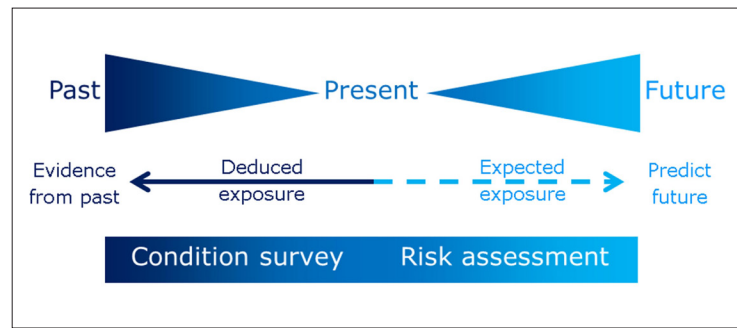 Past Present Future
Evidence from past
Deduced exposure
Expected exposure
Predict future
Condition survey Risk assessment